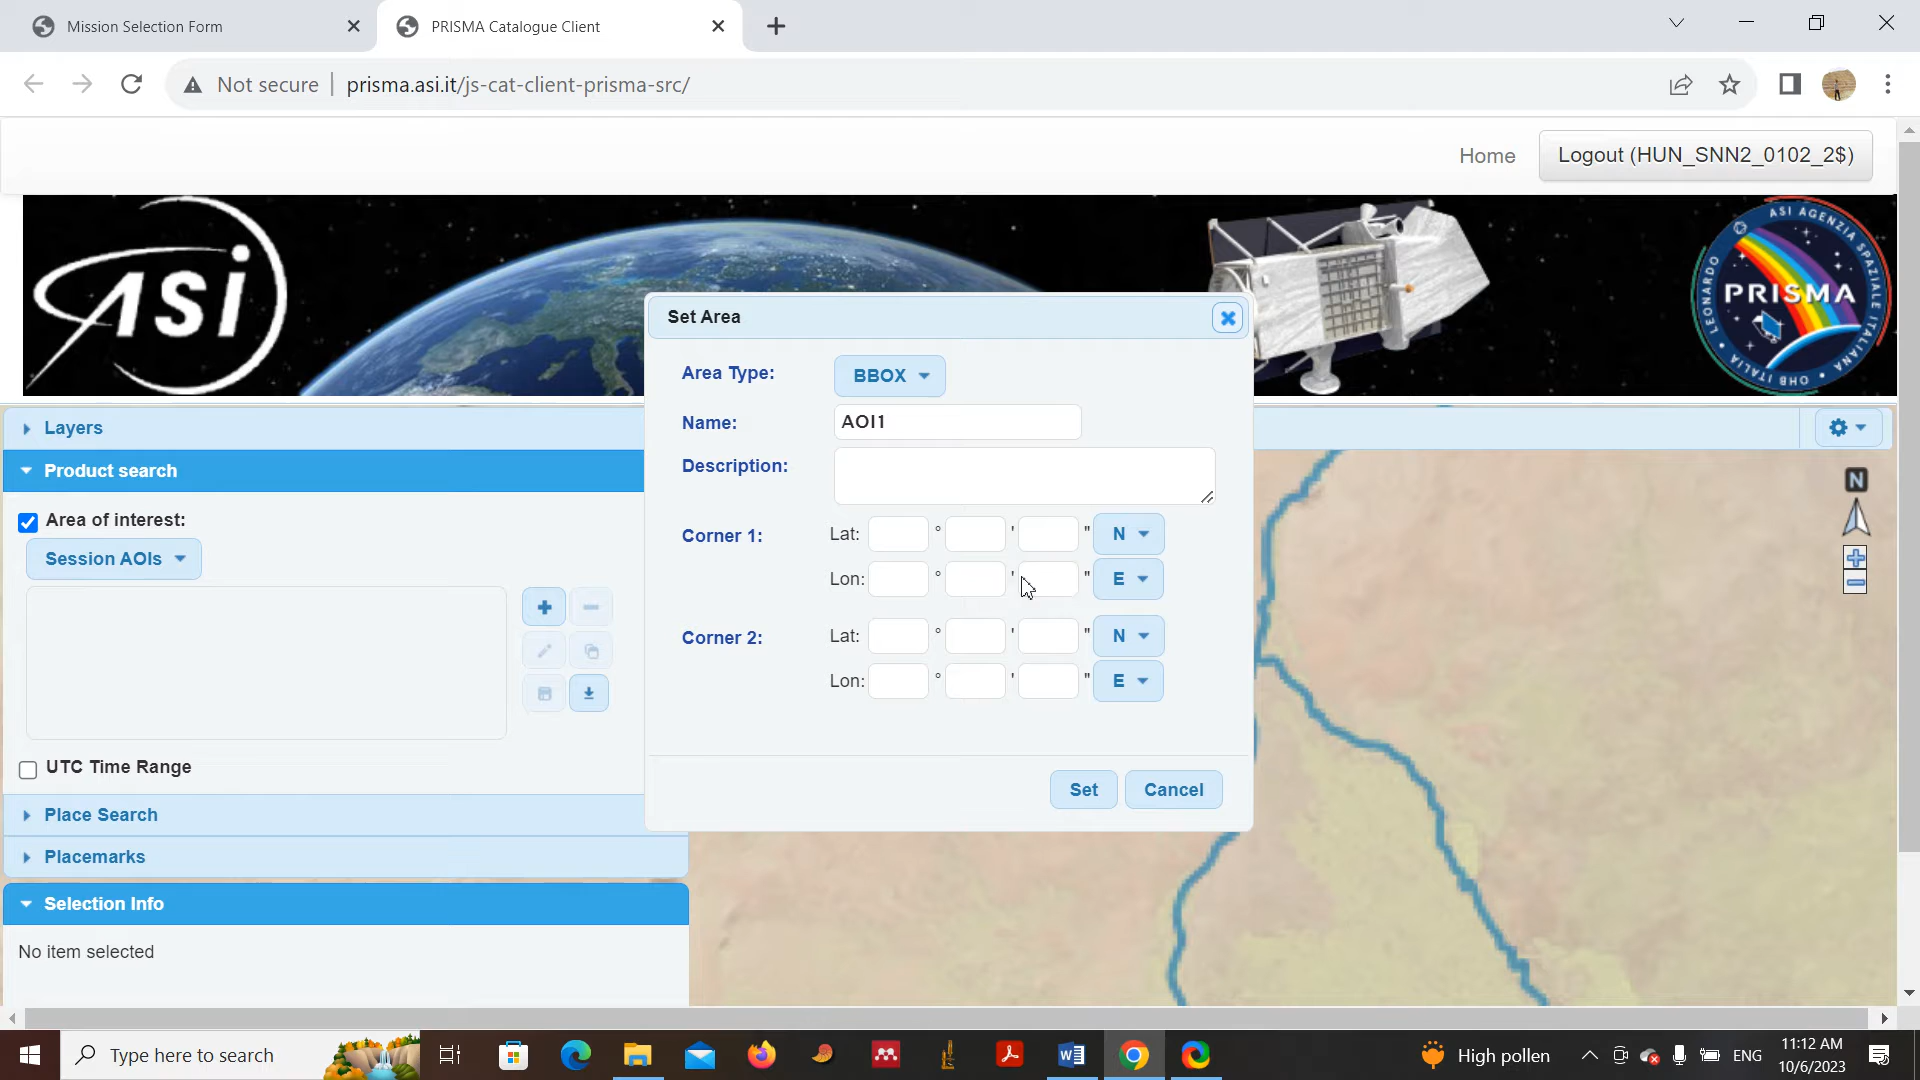 Mission Selection Form
PRISMA Catalogue Client
Not secure | prisma.asi.it/js-cat-client-prisma-src/
Home
Logout (HUN_SNN2_0102_2$)
ASI
ASI AGENZIA SPAZIALE ITALIANA
LEONARDO
PRISMA
OHB ITALIA
Set Area
Area Type:
BBOX
Name:
AOI1
Description:
Corner 1:
Lat: ° ' " N
Lon: ° ' " E
Corner 2:
Lat: ° ' " N
Lon: ° ' " E
Set
Cancel
Layers
Product search
Area of interest:
Session AOIs
UTC Time Range
Place Search
Placemarks
Selection Info
No item selected
N
Type here to search
High pollen
ENG
11:12 AM
10/6/2023